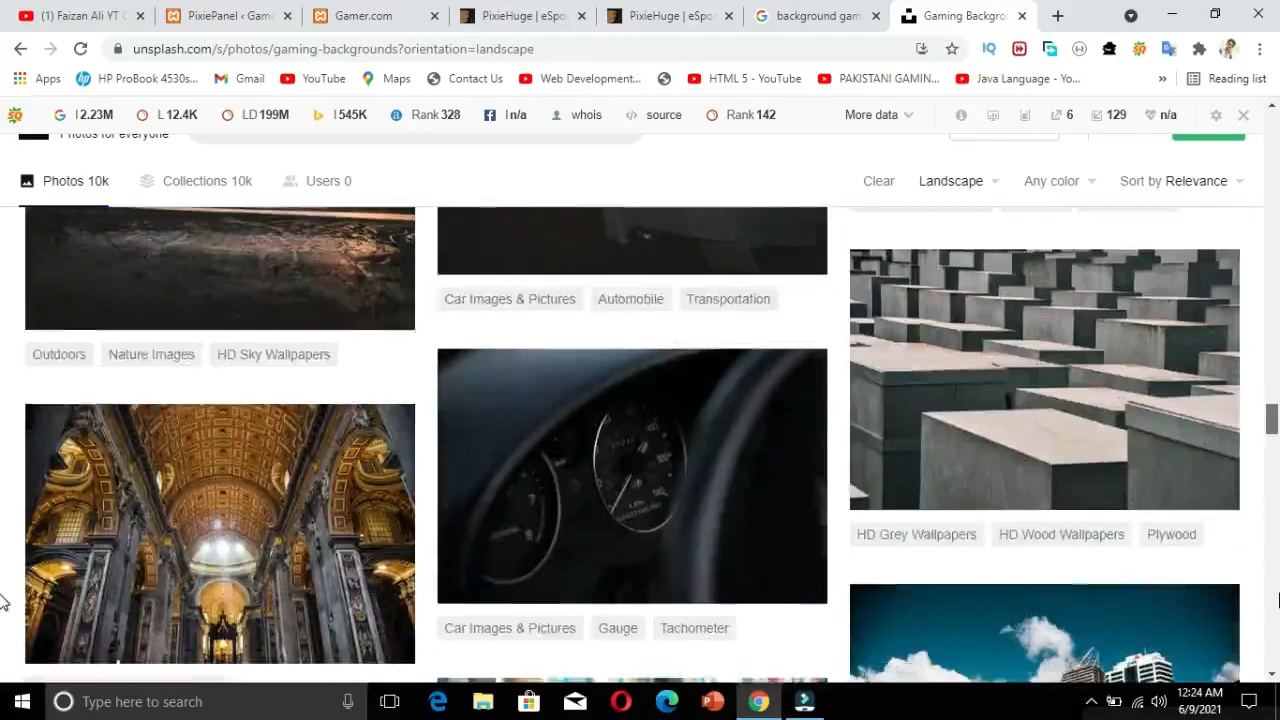 (1) Faizan Ali YT C
PixiePanel ‹ Game
Gamer.com
PixieHuge | eSpo
PixieHuge | eSpo
background gam
Gaming Backgro
unsplash.com/s/photos/gaming-backgrounds?orientation=landscape
Apps
HP ProBook 4530s...
Gmail
YouTube
Maps
Contact Us
Web Development...
HTML 5 - YouTube
PAKISTANI GAMIN...
Java Language - Yo...
»
Reading list
I 2.23M
L 12.4K
LD 199M
I 545K
Rank 328
I n/a
whois
source
Rank 142
More data
6
129
n/a
Photos for everyone
Photos 10k
Collections 10k
Users 0
Clear
Landscape
Any color
Sort by Relevance
Car Images & Pictures
Automobile
Transportation
Outdoors
Nature Images
HD Sky Wallpapers
HD Grey Wallpapers
HD Wood Wallpapers
Plywood
Car Images & Pictures
Gauge
Tachometer
Type here to search
12:24 AM
6/9/2021